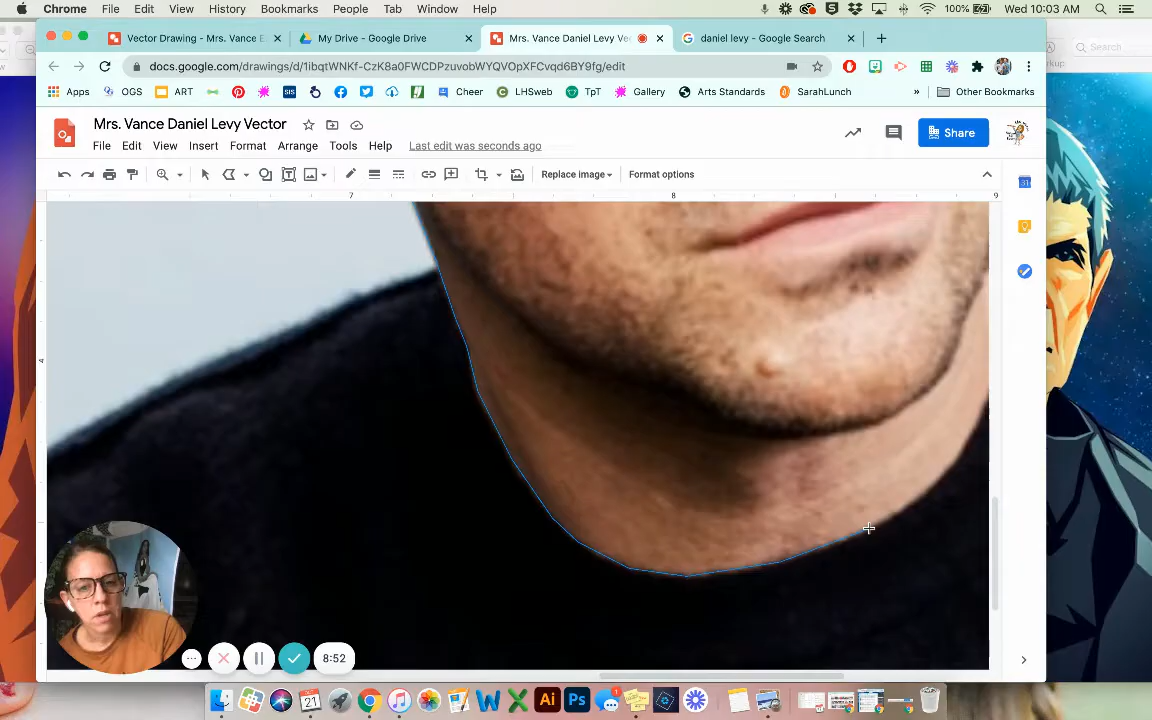 Chrome File Edit View History Bookmarks People Tab Window Help 100% Wed 10:03 AM
Vector Drawing - Mrs. Vance E
My Drive - Google Drive
Mrs. Vance Daniel Levy Ve
daniel levy - Google Search
Search
docs.google.com/drawings/d/1ibqtWNKf-CzK8a0FWCDPzuvobWYQVOpXFCvqd6BY9fg/edit
Apps OGS ART SIS Cheer LHSweb TpT Gallery Arts Standards SarahLunch » Other Bookmarks
Mrs. Vance Daniel Levy Vector
Share
File Edit View Insert Format Arrange Tools Help Last edit was seconds ago
Replace image Format options
7 8 9
4
8:52